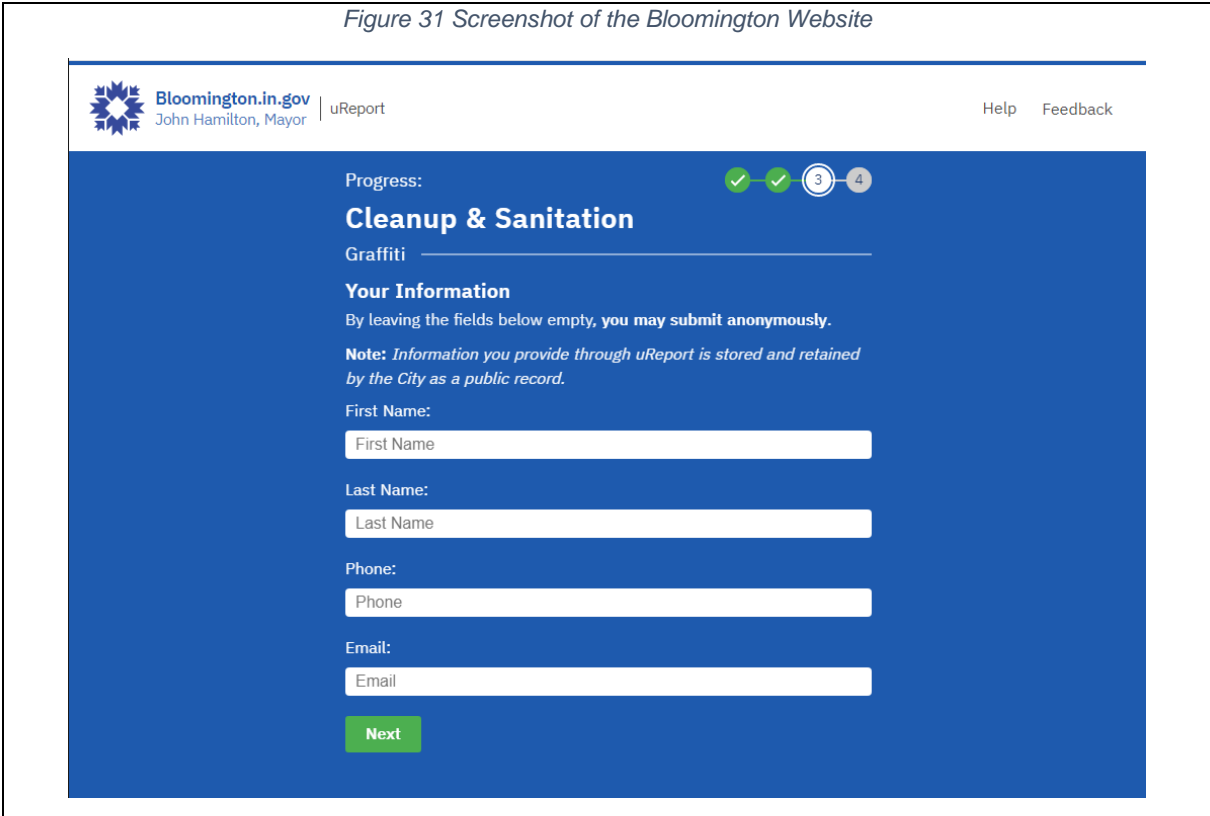 Figure 31 Screenshot of the Bloomington Website
Bloomington.in.gov
John Hamilton, Mayor
uReport
Help
Feedback
Progress:
3
4
Cleanup & Sanitation
Graffiti
Your Information
By leaving the fields below empty, you may submit anonymously.
Note: Information you provide through uReport is stored and retained
by the City as a public record.
First Name:
First Name
Last Name:
Last Name
Phone:
Phone
Email:
Email
Next